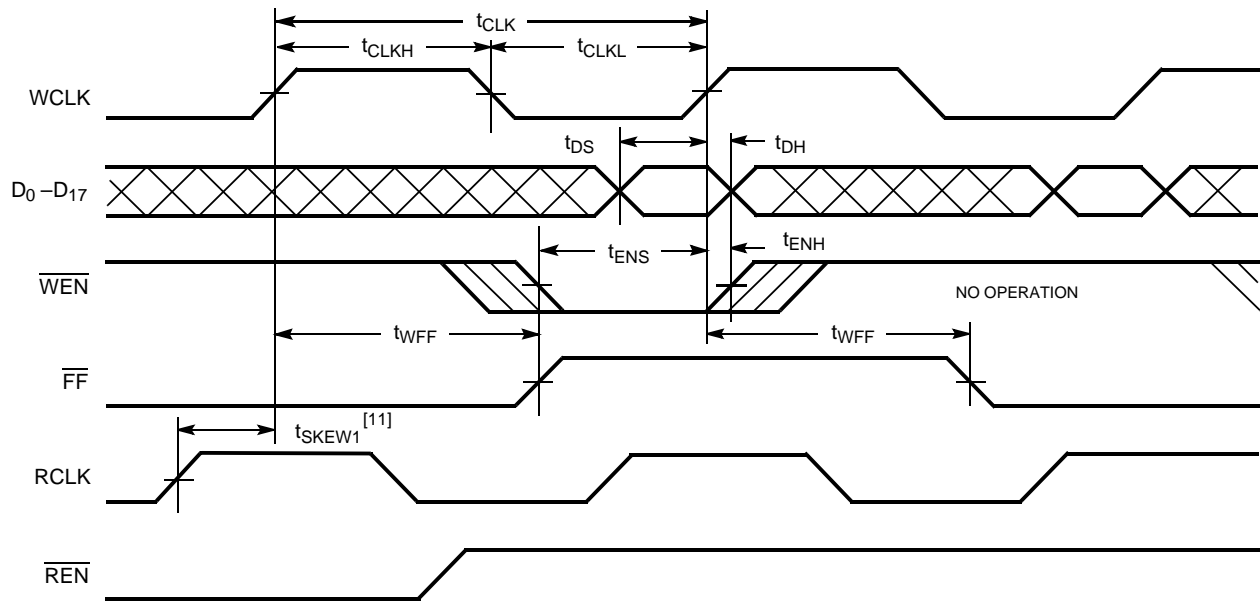 tCLK
tCLKH tCLKL
WCLK
tDS tDH
D0 –D17
tENS tENH
WEN
NO OPERATION
tWFF tWFF
FF
tSKEW1 [11]
RCLK
REN